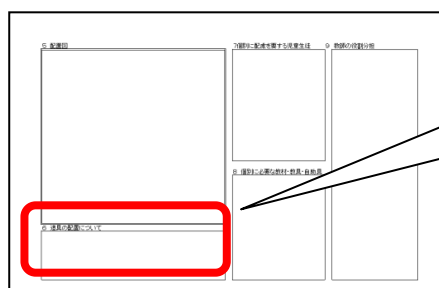 5 配置図
7個別に配慮を要する児童生徒
9 教師の役割分担
8 個別に必要な教材・教具・自助具
6 道具の配置について